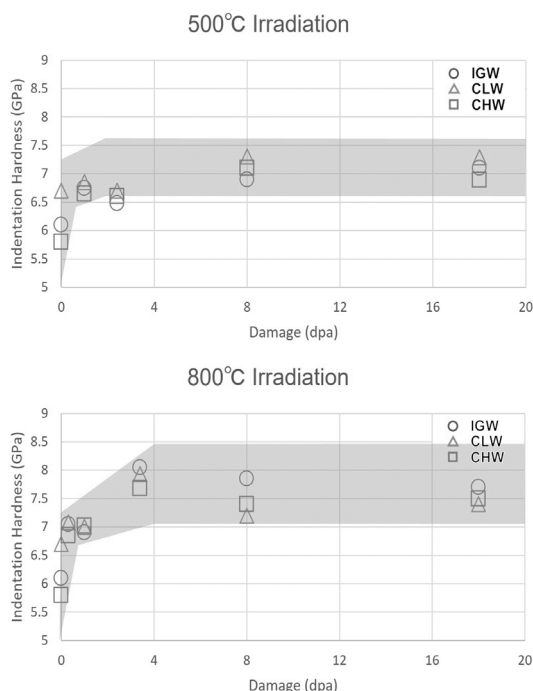 500℃ Irradiation
IGW
CLW
CHW
Indentation Hardness (GPa)
9
8.5
8
7.5
7
6.5
6
5.5
5
0 4 8 12 16 20
Damage (dpa)
800℃ Irradiation
IGW
CLW
CHW
Indentation Hardness (GPa)
9
8.5
8
7.5
7
6.5
6
5.5
5
0 4 8 12 16 20
Damage (dpa)